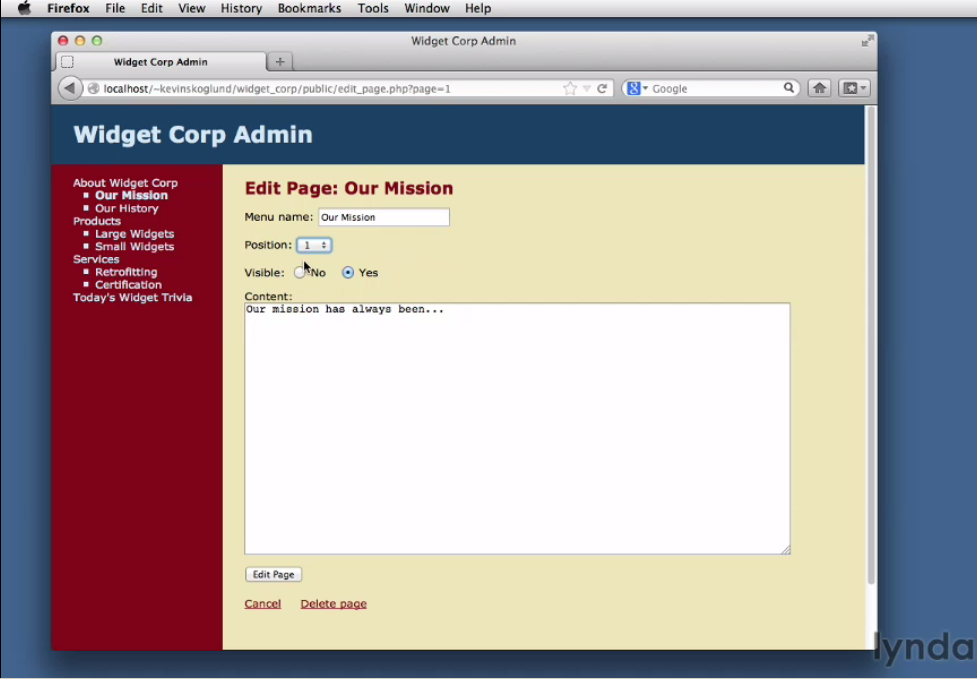 Firefox File Edit View History Bookmarks Tools Window Help
Widget Corp Admin
Widget Corp Admin
localhost/~kevinskoglund/widget_corp/public/edit_page.php?page=1
Google
Widget Corp Admin
About Widget Corp
Our Mission
Our History
Products
Large Widgets
Small Widgets
Services
Retrofitting
Certification
Today's Widget Trivia
Edit Page: Our Mission
Menu name: Our Mission
Position: 1
Visible: No Yes
Content:
Our mission has always been...
Edit Page
Cancel Delete page
lynda